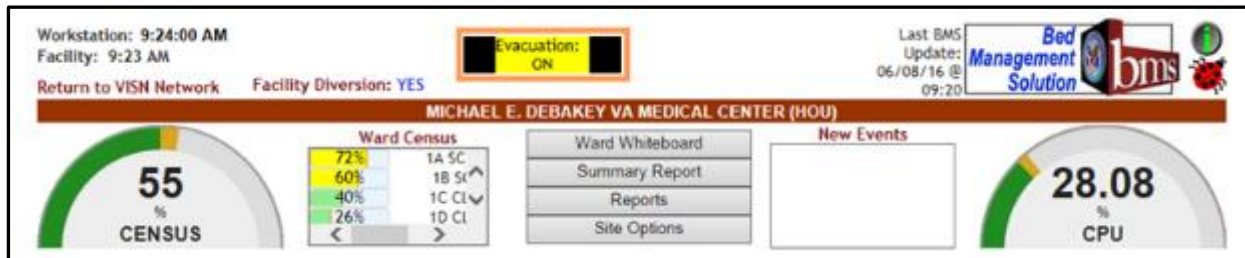 Workstation: 9:24:00 AM
Facility: 9:23 AM
Return to VISN Network
Facility Diversion: YES
Evacuation:
ON
Last BMS
Update:
06/08/16 @
09:20
Bed
Management
Solution
bms
MICHAEL E. DEBAKEY VA MEDICAL CENTER (HOU)
55
%
CENSUS
Ward Census
72% 1A SC
60% 1B SC
40% 1C CL
26% 1D CL
Ward Whiteboard
Summary Report
Reports
Site Options
New Events
28.08
%
CPU